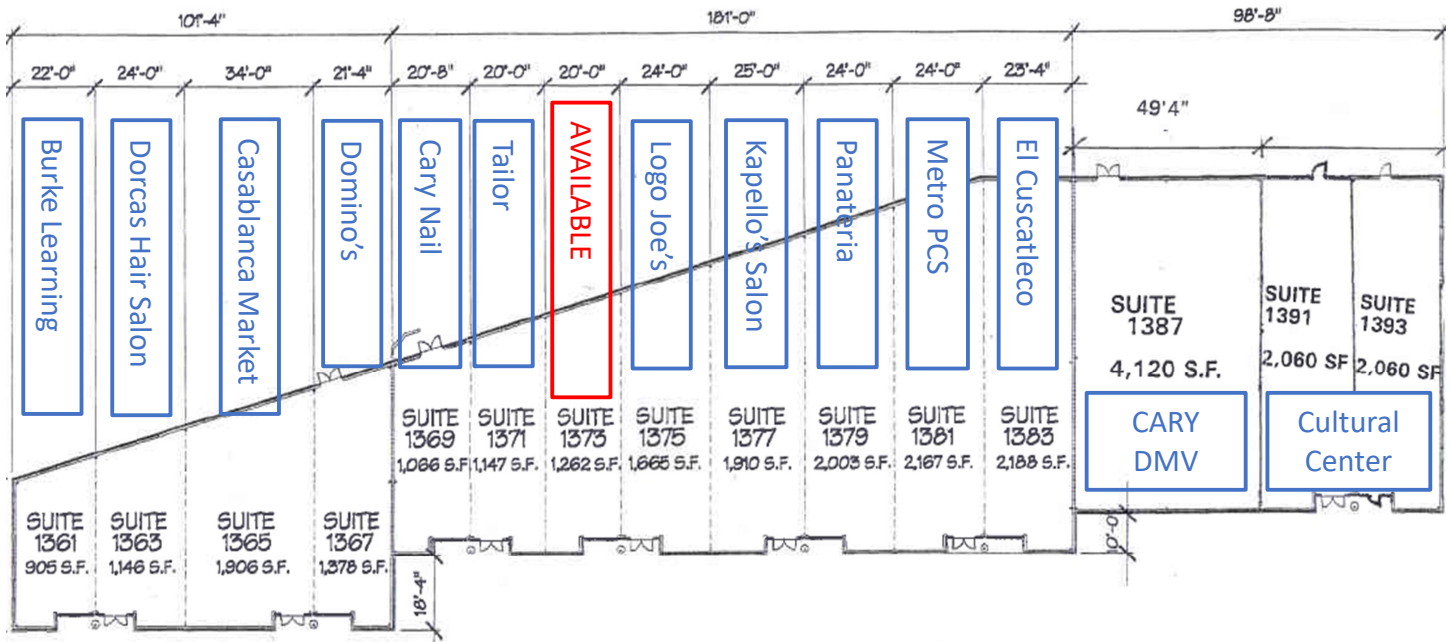 101'-4"
181'-0"
98'-8"
22'-0"
24'-0"
34'-0"
21'-4"
20'-8"
20'-0"
20'-0"
24'-0"
25'-0"
24'-0"
24'-0"
23'-4"
49'4"
Burke Learning
Dorcas Hair Salon
Casablanca Market
Domino's
Cary Nail
Tailor
AVAILABLE
Logo Joe's
Kapello's Salon
Panateria
Metro PCS
El Cuscatleco
SUITE
1387
4,120 S.F.
SUITE
1391
2,060 SF
SUITE
1393
2,060 SF
CARY
DMV
Cultural
Center
SUITE
1369
1,066 S.F.
SUITE
1371
1,147 S.F.
SUITE
1373
1,262 S.F.
SUITE
1375
1,665 S.F.
SUITE
1377
1,910 S.F.
SUITE
1379
2,003 S.F.
SUITE
1381
2,167 S.F.
SUITE
1383
2,188 S.F.
SUITE
1361
905 S.F.
SUITE
1363
1,146 S.F.
SUITE
1365
1,906 S.F.
SUITE
1367
1,378 S.F.
18'-4"